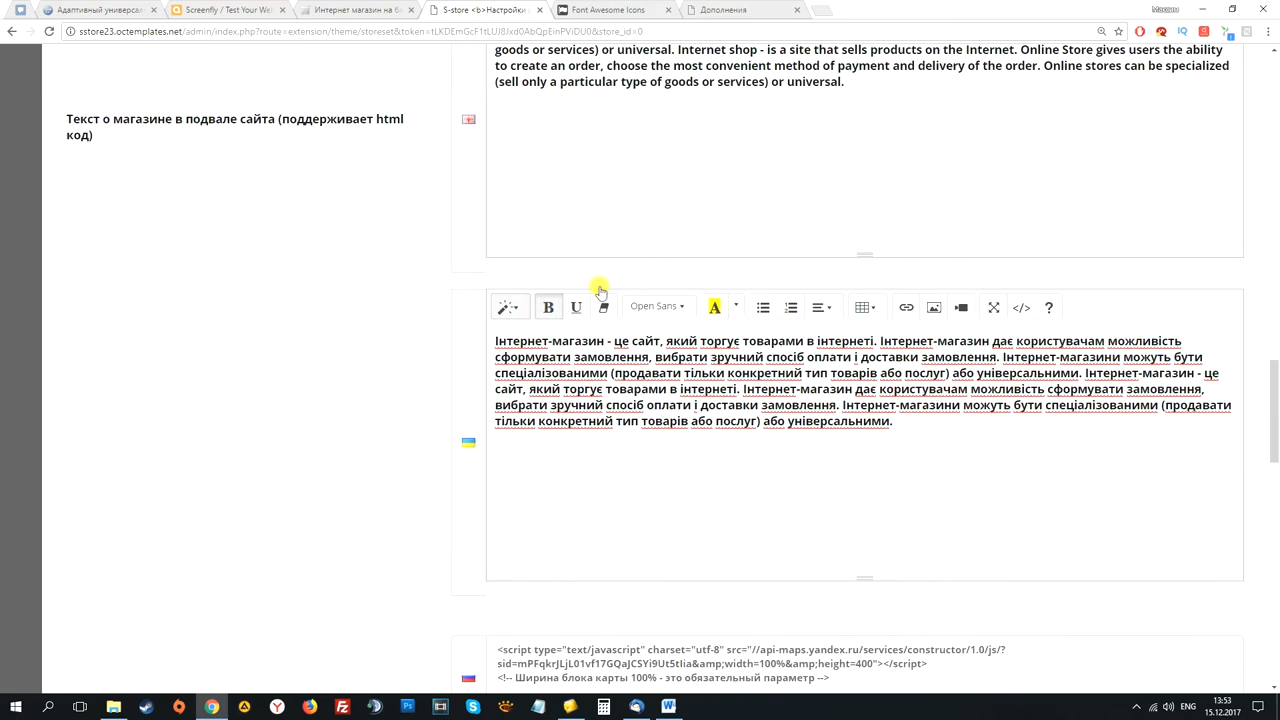 Адаптивный универсал
Screenfly / Test Your Web
Интернет магазин на ба
S-store <b>Настройки
Font Awesome Icons
Дополнения
sstore23.octemplates.net/admin/index.php?route=extension/theme/storeset&token=
&store_id=0
goods or services) or universal. Internet shop - is a site that sells products on the Internet. Online Store gives users the ability
to create an order, choose the most convenient method of payment and delivery of the order. Online stores can be specialized
(sell only a particular type of goods or services) or universal.
Текст о магазине в подвале сайта (поддерживает html
код)
B U Open Sans A </> ?
Інтернет-магазин - це сайт, який торгує товарами в інтернеті. Інтернет-магазин дає користувачам можливість
сформувати замовлення, вибрати зручний спосіб оплати і доставки замовлення. Інтернет-магазини можуть бути
спеціалізованими (продавати тільки конкретний тип товарів або послуг) або універсальними. Інтернет-магазин - це
сайт, який торгує товарами в інтернеті. Інтернет-магазин дає користувачам можливість сформувати замовлення,
вибрати зручний спосіб оплати і доставки замовлення. Інтернет-магазини можуть бути спеціалізованими (продавати
тільки конкретний тип товарів або послуг) або універсальними.
<script type="text/javascript" charset="utf-8" src="//api-maps.yandex.ru/services/constructor/1.0/js/?
sid=mPFqkrJLjL01vf17GQaJCSYi9Ut5tIia&amp;width=100%&amp;height=400"></script>
<!-- Ширина блока карты 100% - это обязательный параметр -->
ENG
13:53
15.12.2017